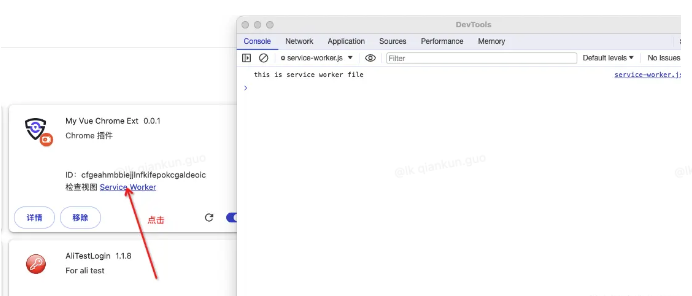 DevTools
Console Network Application Sources Performance Memory
service-worker.js Filter Default levels No Issues
this is service worker file service-worker.js
My Vue Chrome Ext 0.0.1
Chrome 插件
ID: cfgeahmbbiejjlnfkifepokcgaldeoic
检查视图 Service Worker
详情 移除 点击
AliTestLogin 1.1.8
For ali test
qiankun.guo
qiankun.guo